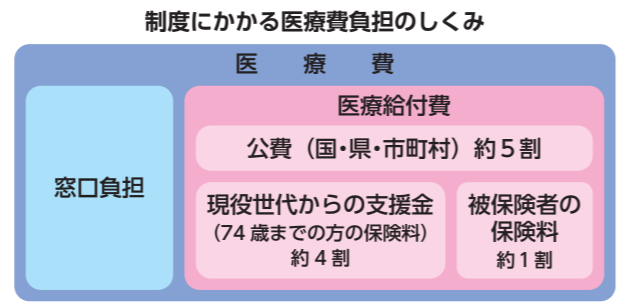 制度にかかる医療費負担のしくみ
医療費
窓口負担
医療給付費
公費（国・県・市町村）約５割
現役世代からの支援金
（74歳までの方の保険料）
約４割
被保険者の
保険料
約１割